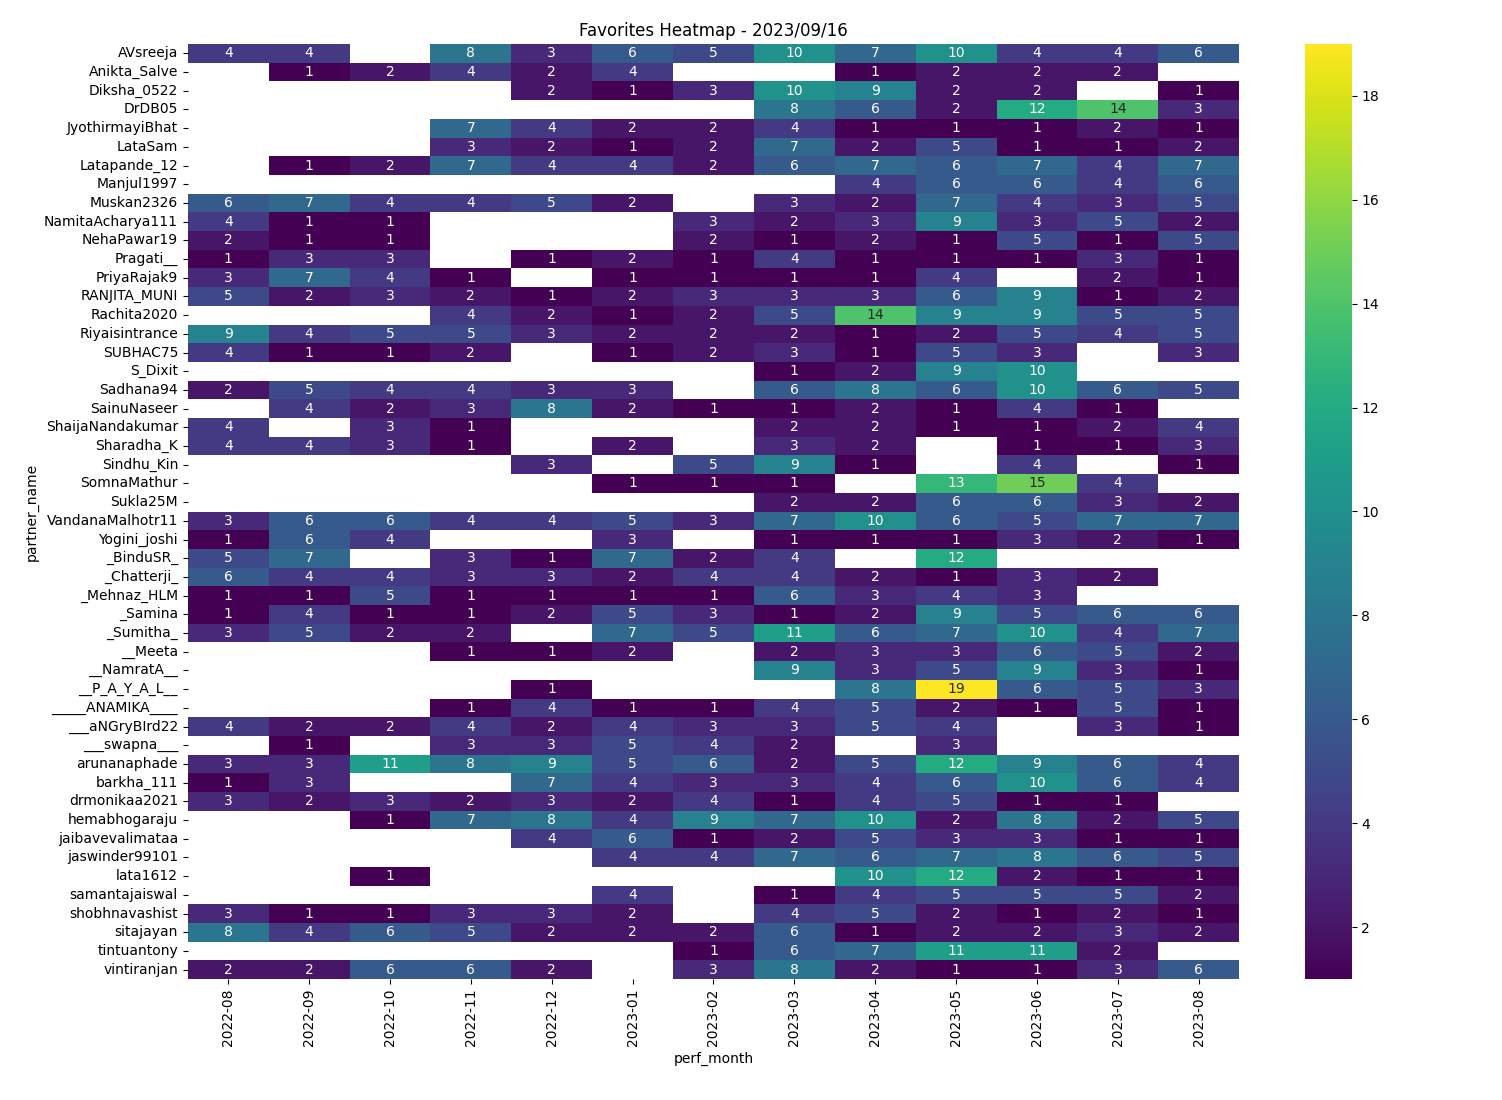 Favorites Heatmap - 2023/09/16
AVsreeja 4 4 8 3 6 5 10 7 10 4 4 6
Anikta_Salve 1 2 4 2 4 1 2 2 2
Diksha_0522 2 1 3 10 9 2 2 1
DrDB05 8 6 2 12 14 3
JyothirmayiBhat 7 4 2 2 4 1 1 1 2 1
LataSam 3 2 1 2 7 2 5 1 1 2
Latapande_12 1 2 7 4 4 2 6 7 6 7 4 7
Manjul1997 4 6 6 4 6
Muskan2326 6 7 4 4 5 2 3 2 7 4 3 5
NamitaAcharya111 4 1 1 3 2 3 9 3 5 2
NehaPawar19 2 1 1 2 1 2 1 5 1 5
Pragati__ 1 3 3 1 2 1 4 1 1 1 3 1
PriyaRajak9 3 7 4 1 1 1 1 1 4 2 1
RANJITA_MUNI 5 2 3 2 1 2 3 3 3 6 9 1 2
Rachita2020 4 2 1 2 5 14 9 9 5 5
Riyaisintrance 9 4 5 5 3 2 2 2 1 2 5 4 5
SUBHAC75 4 1 1 2 1 2 3 1 5 3 3
S_Dixit 1 2 9 10
Sadhana94 2 5 4 4 3 3 6 8 6 10 6 5
SainuNaseer 4 2 3 8 2 1 1 2 1 4 1
ShaijaNandakumar 4 3 1 2 2 1 1 2 4
Sharadha_K 4 4 3 1 2 3 2 1 1 3
Sindhu_Kin 3 5 9 1 4 1
SomnaMathur 1 1 1 13 15 4
Sukla25M 2 2 6 6 3 2
VandanaMalhotr11 3 6 6 4 4 5 3 7 10 6 5 7 7
Yogini_joshi 1 6 4 3 1 1 1 3 2 1
_BinduSR_ 5 7 3 1 7 2 4 12
_Chatterji_ 6 4 4 3 3 2 4 4 2 1 3 2
_Mehnaz_HLM 1 1 5 1 1 1 1 6 3 4 3
_Samina 1 4 1 1 2 5 3 1 2 9 5 6 6
_Sumitha_ 3 5 2 2 7 5 11 6 7 10 4 7
__Meeta 1 1 2 2 3 3 6 5 2
__NamratA__ 9 3 5 9 3 1
__P_A_Y_A_L__ 1 8 19 6 5 3
_____ANAMIKA____ 1 4 1 1 4 5 2 1 5 1
___aNGryBIrd22 4 2 2 4 2 4 3 3 5 4 3 1
___swapna___ 1 3 3 5 4 2 3
arunanaphade 3 3 11 8 9 5 6 2 5 12 9 6 4
barkha_111 1 3 7 4 3 3 4 6 10 6 4
drmonikaa2021 3 2 3 2 3 2 4 1 4 5 1 1
hemabhogaraju 1 7 8 4 9 7 10 2 8 2 5
jaibavevalimataa 4 6 1 2 5 3 3 1 1
jaswinder99101 4 4 7 6 7 8 6 5
lata1612 1 10 12 2 1 1
samantajaiswal 4 1 4 5 5 5 2
shobhnavashist 3 1 1 3 3 2 4 5 2 1 2 1
sitajayan 8 4 6 5 2 2 2 6 1 2 2 3 2
tintuantony 1 6 7 11 11 2
vintiranjan 2 2 6 6 2 3 8 2 1 1 3 6
partner_name
2022-08 2022-09 2022-10 2022-11 2022-12 2023-01 2023-02 2023-03 2023-04 2023-05 2023-06 2023-07 2023-08
perf_month
18
16
14
12
10
8
6
4
2